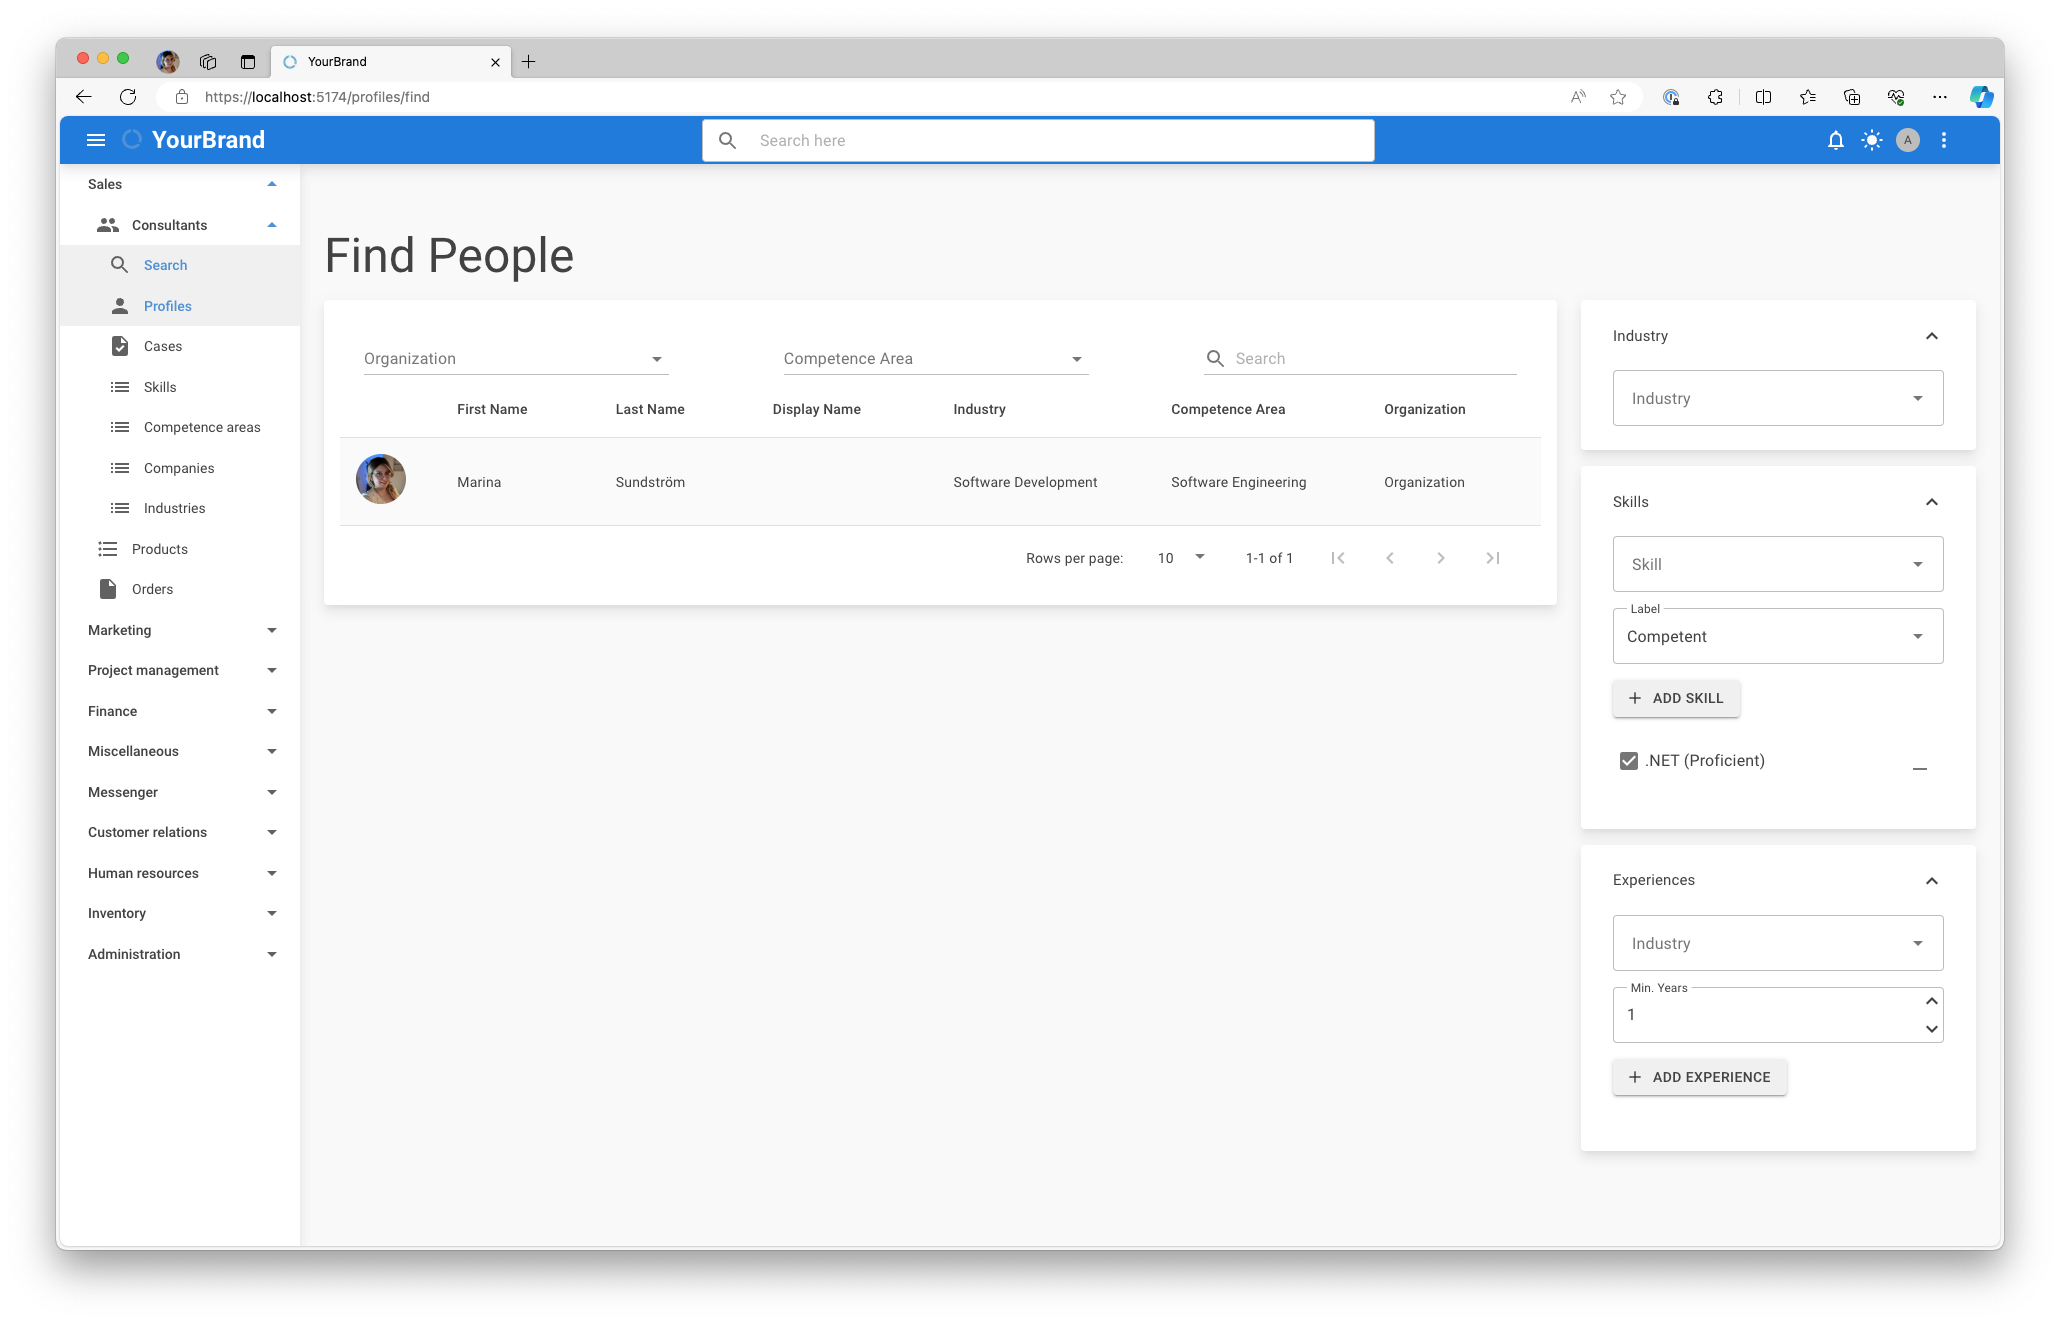 YourBrand
https://localhost:5174/profiles/find
YourBrand
Search here
A
Sales
Consultants
Search
Profiles
Cases
Skills
Competence areas
Companies
Industries
Products
Orders
Marketing
Project management
Finance
Miscellaneous
Messenger
Customer relations
Human resources
Inventory
Administration
Find People
Organization
Competence Area
Search
First Name Last Name Display Name Industry Competence Area Organization
Marina Sundström Software Development Software Engineering Organization
Rows per page: 10 1-1 of 1
Industry
Industry
Skills
Skill
Label
Competent
+ ADD SKILL
.NET (Proficient)
Experiences
Industry
Min. Years
1
+ ADD EXPERIENCE